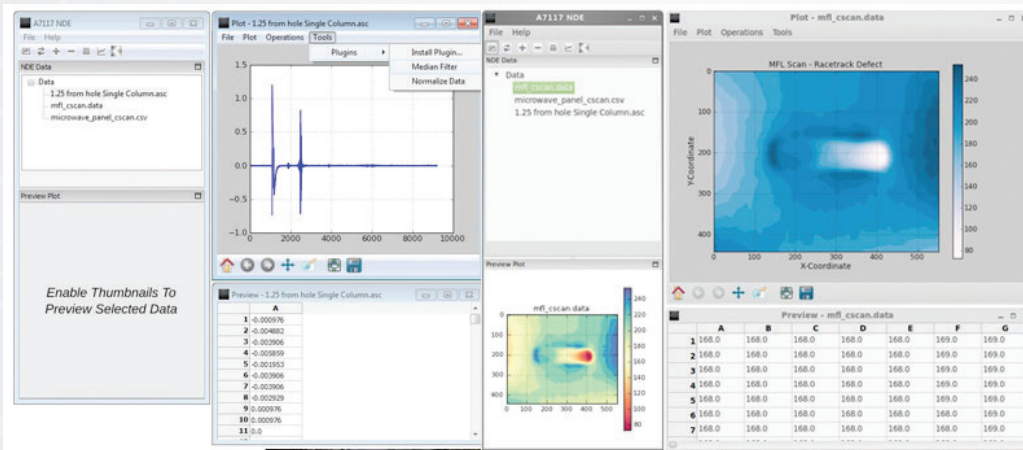 A7117 NDE
File Help
NDE Data
Data
1.25 from hole Single Column.asc
mfl_cscan.data
microwave_panel_cscan.csv
Preview Plot
Enable Thumbnails To
Preview Selected Data
Plot - 1.25 from hole Single Column.asc
File Plot Operations Tools
Plugins
Install Plugin...
Median Filter
Normalize Data
1.5
1.0
0.5
0.0
−0.5
−1.0
0 2000 4000 6000 8000 10000
Preview - 1.25 from hole Single Column.asc
A
1 -0.000976
2 -0.004882
3 -0.003906
4 -0.005859
5 -0.001953
6 -0.003906
7 -0.003906
8 -0.002929
9 0.000976
10 0.000976
11 0.0
A7117 NDE
File Help
NDE Data
Data
mfl_cscan.data
microwave_panel_cscan.csv
1.25 from hole Single Column.asc
Preview Plot
mfl_cscan.data
0
100
200
300
400
0 100 200 300 400 500
240
220
200
180
160
140
120
100
80
Plot - mfl_cscan.data
File Plot Operations Tools
MFL Scan - Racetrack Defect
Y-Coordinate
0
100
200
300
400
0 100 200 300 400 500
X-Coordinate
240
220
200
180
160
140
120
100
80
Preview - mfl_cscan.data
A B C D E F G
1 168.0 168.0 168.0 168.0 168.0 169.0 169.0
2 168.0 168.0 168.0 168.0 168.0 169.0 169.0
3 168.0 168.0 168.0 168.0 168.0 169.0 169.0
4 168.0 168.0 168.0 168.0 168.0 169.0 169.0
5 168.0 168.0 168.0 168.0 168.0 169.0 169.0
6 168.0 168.0 168.0 168.0 168.0 168.0 169.0
7 168.0 168.0 168.0 168.0 168.0 169.0 169.0